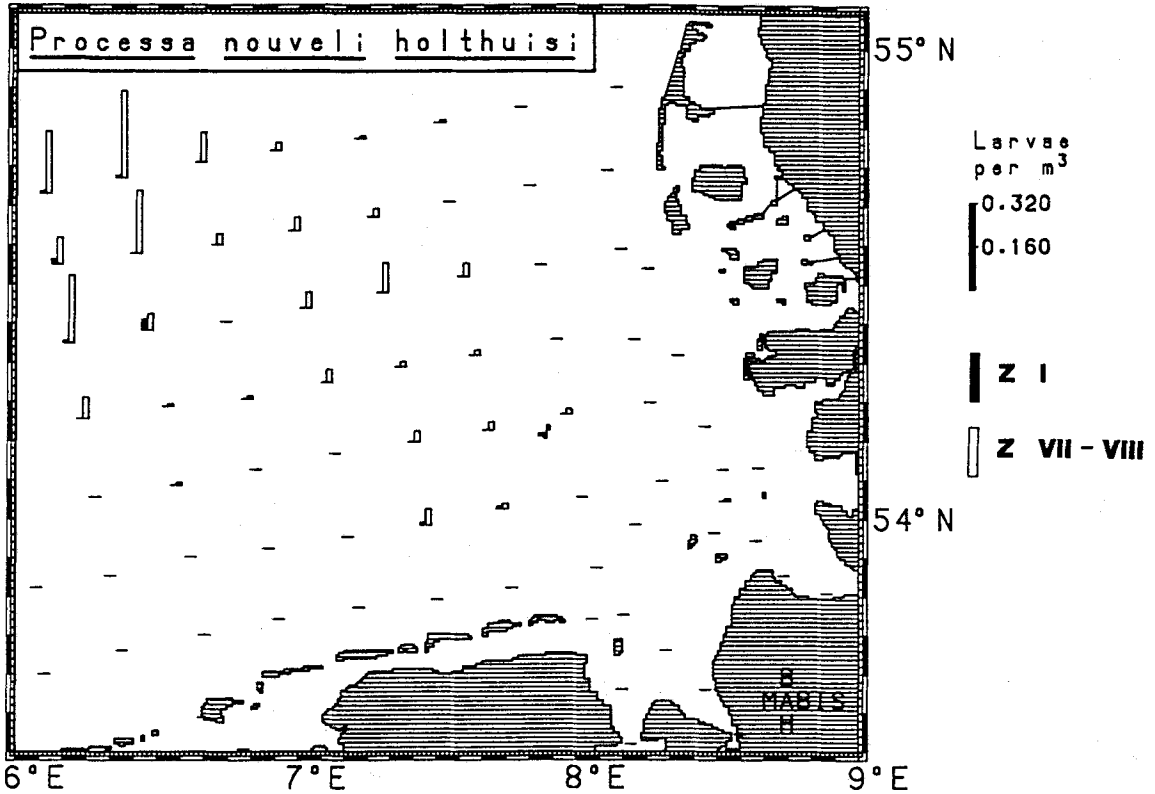 Processa nouveli holthuisi
55°N
Larvae
per m³
0.320
0.160
Z I
Z VII - VIII
54°N
B
MABIS
H
6°E
7°E
8°E
9°E